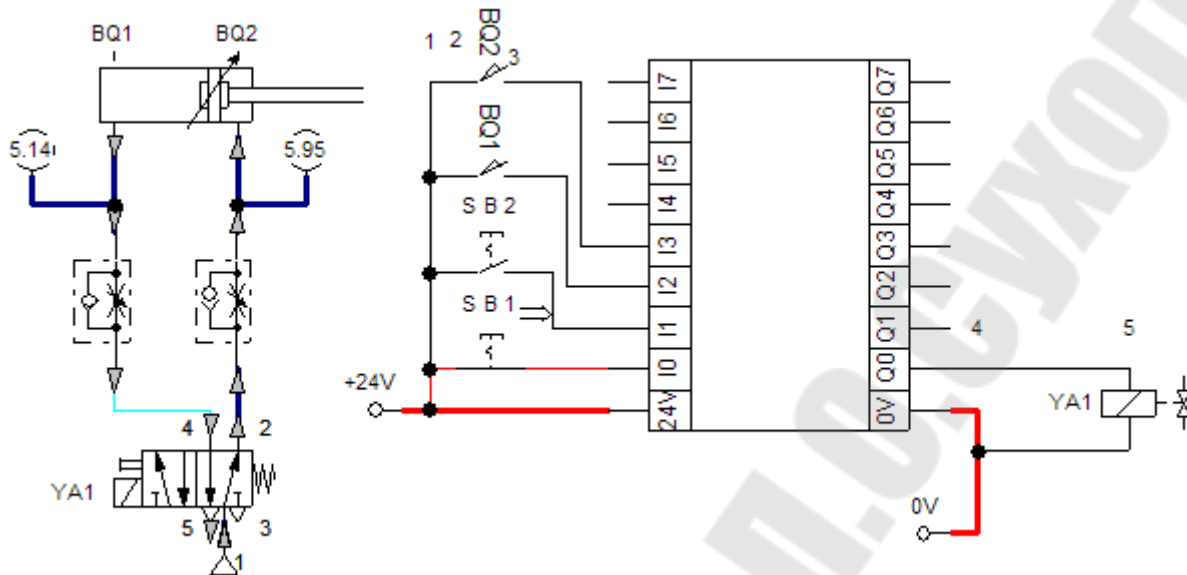 BQ1
BQ2
5.14
5.95
4
2
YA1
5
3
1
1
2
BQ2
3
BQ1
S B 2
S B 1
+24V
I7
I6
I5
I4
I3
I2
I1
I0
24V
Q7
Q6
Q5
Q4
Q3
Q2
Q1
Q0
0V
4
5
YA1
0V
П.О.Сухог